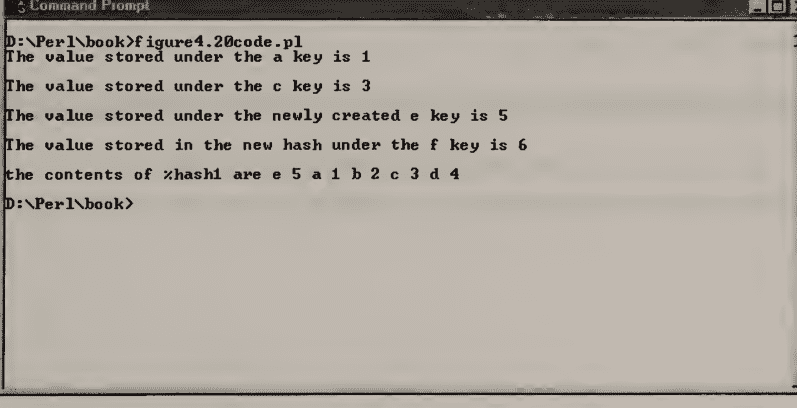 Command Prompt
D:\Perl\book>figure4.20code.pl
The value stored under the a key is 1
The value stored under the c key is 3
The value stored under the newly created e key is 5
The value stored in the new hash under the f key is 6
the contents of %hash1 are e 5 a 1 b 2 c 3 d 4
D:\Perl\book>